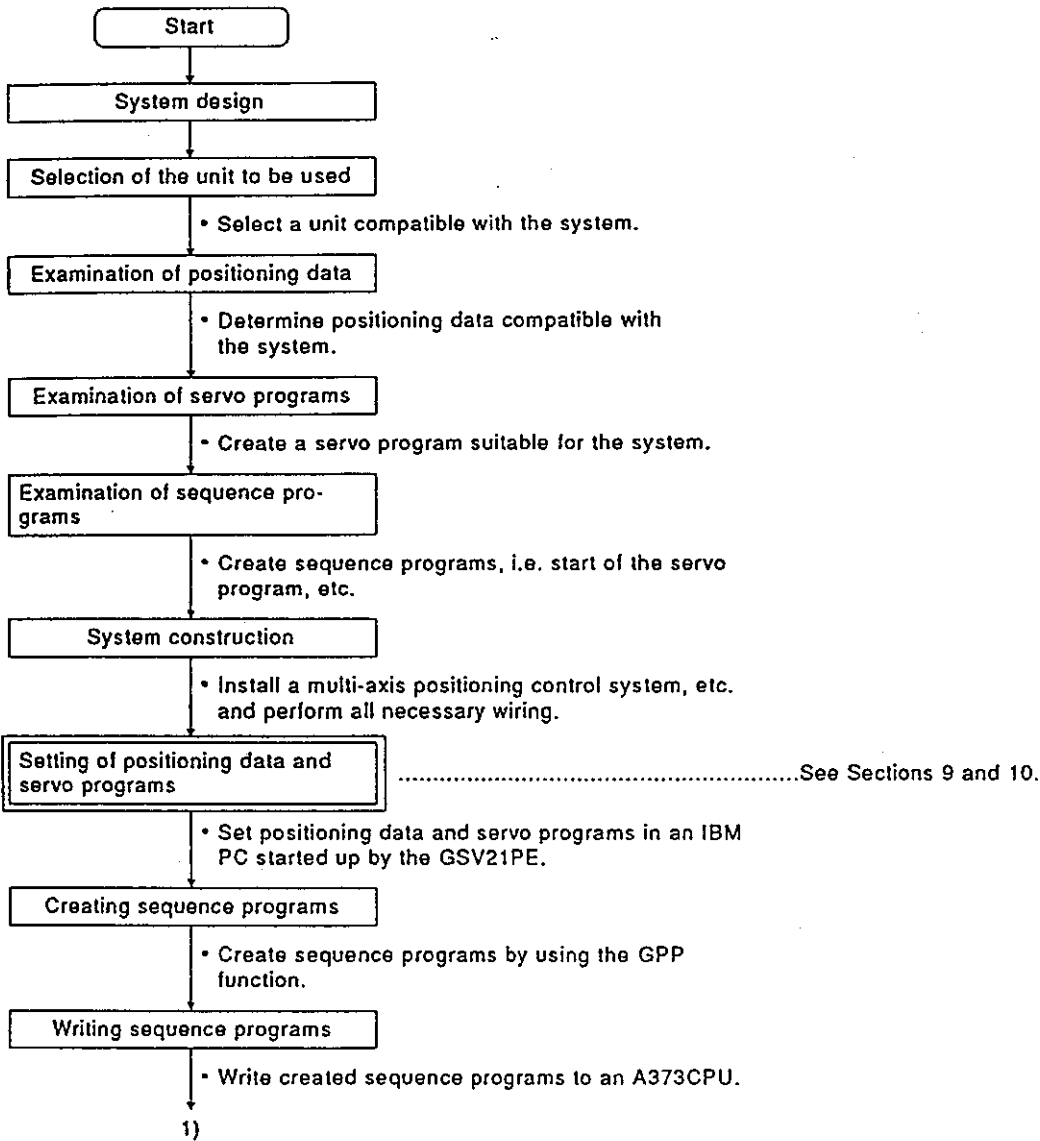 Start
System design
Selection of the unit to be used
• Select a unit compatible with the system.
Examination of positioning data
• Determine positioning data compatible with
the system.
Examination of servo programs
• Create a servo program suitable for the system.
Examination of sequence pro-
grams
• Create sequence programs, i.e. start of the servo
program, etc.
System construction
• Install a multi-axis positioning control system, etc.
and perform all necessary wiring.
Setting of positioning data and
servo programs
..........................................................See Sections 9 and 10.
• Set positioning data and servo programs in an IBM
PC started up by the GSV21PE.
Creating sequence programs
• Create sequence programs by using the GPP
function.
Writing sequence programs
• Write created sequence programs to an A373CPU.
1)